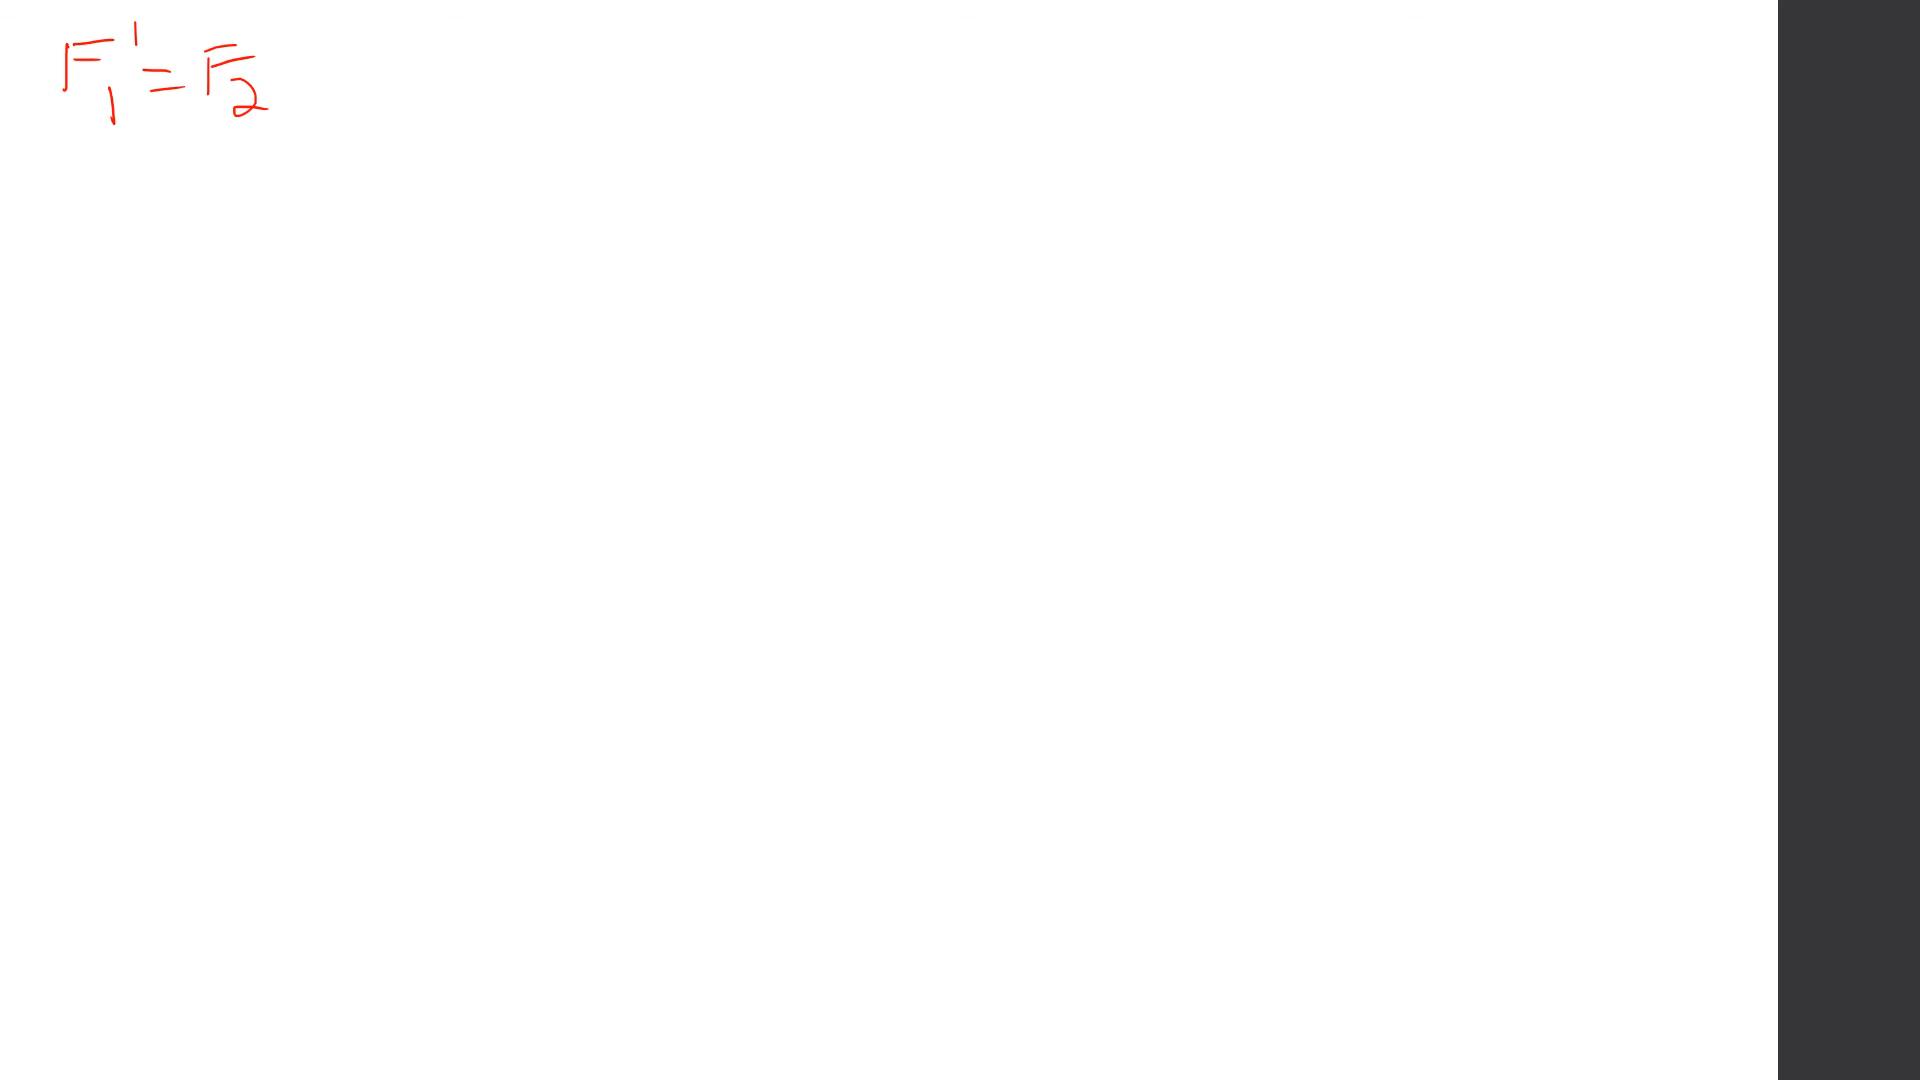 F₁' = F₂